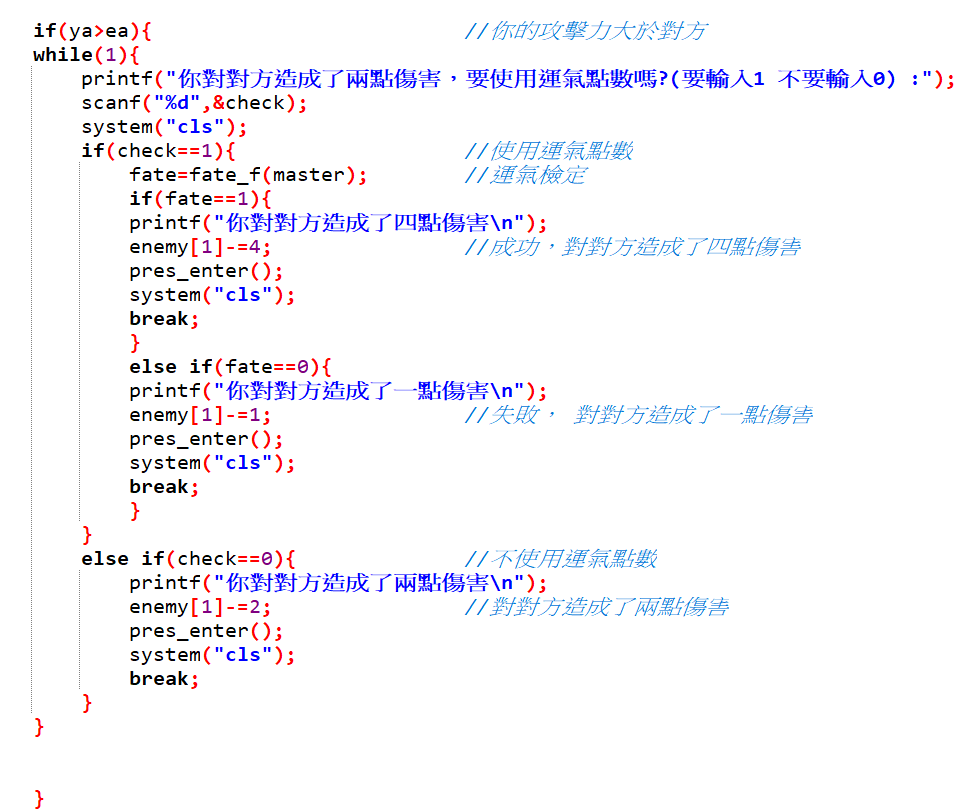 if(ya>ea){ //你的攻擊力大於對方
while(1){
printf("你對對方造成了兩點傷害，要使用運氣點數嗎?(要輸入1 不要輸入0) :");
scanf("%d",&check);
system("cls");
if(check==1){ //使用運氣點數
fate=fate_f(master); //運氣檢定
if(fate==1){
printf("你對對方造成了四點傷害\n");
enemy[1]-=4; //成功，對對方造成了四點傷害
pres_enter();
system("cls");
break;
}
else if(fate==0){
printf("你對對方造成了一點傷害\n");
enemy[1]-=1; //失敗， 對對方造成了一點傷害
pres_enter();
system("cls");
break;
}
}
else if(check==0){ //不使用運氣點數
printf("你對對方造成了兩點傷害\n");
enemy[1]-=2; //對對方造成了兩點傷害
pres_enter();
system("cls");
break;
}
}
}